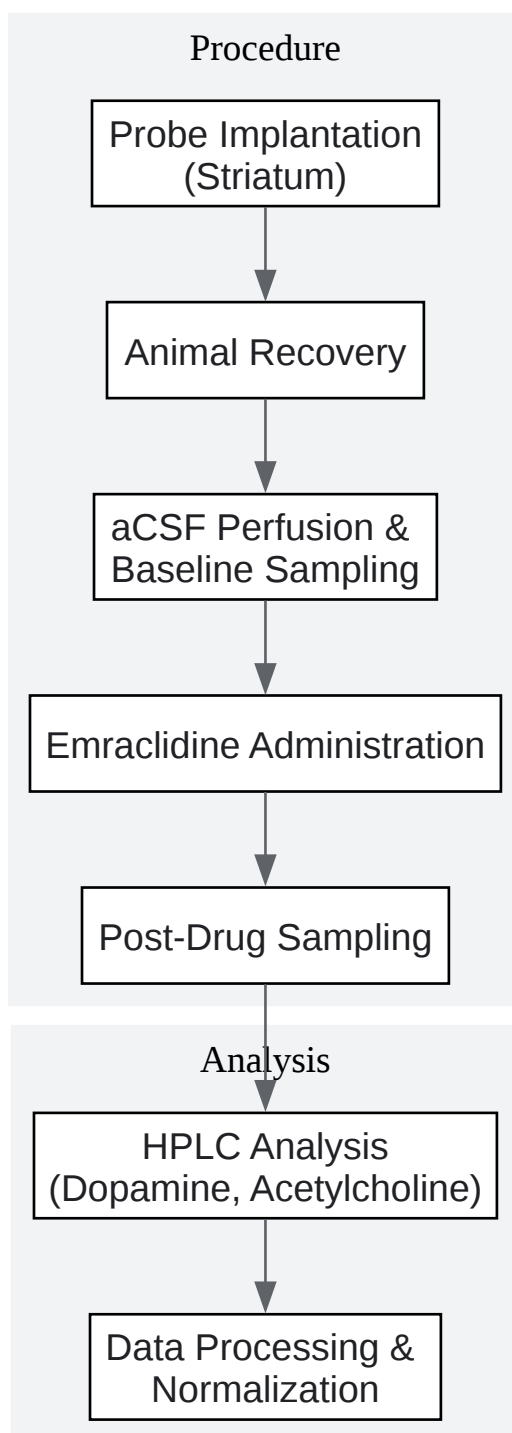 Procedure
Probe Implantation
(Striatum)
Animal Recovery
aCSF Perfusion &
Baseline Sampling
Emraclidine Administration
Post-Drug Sampling
Analysis
HPLC Analysis
(Dopamine, Acetylcholine)
Data Processing &
Normalization